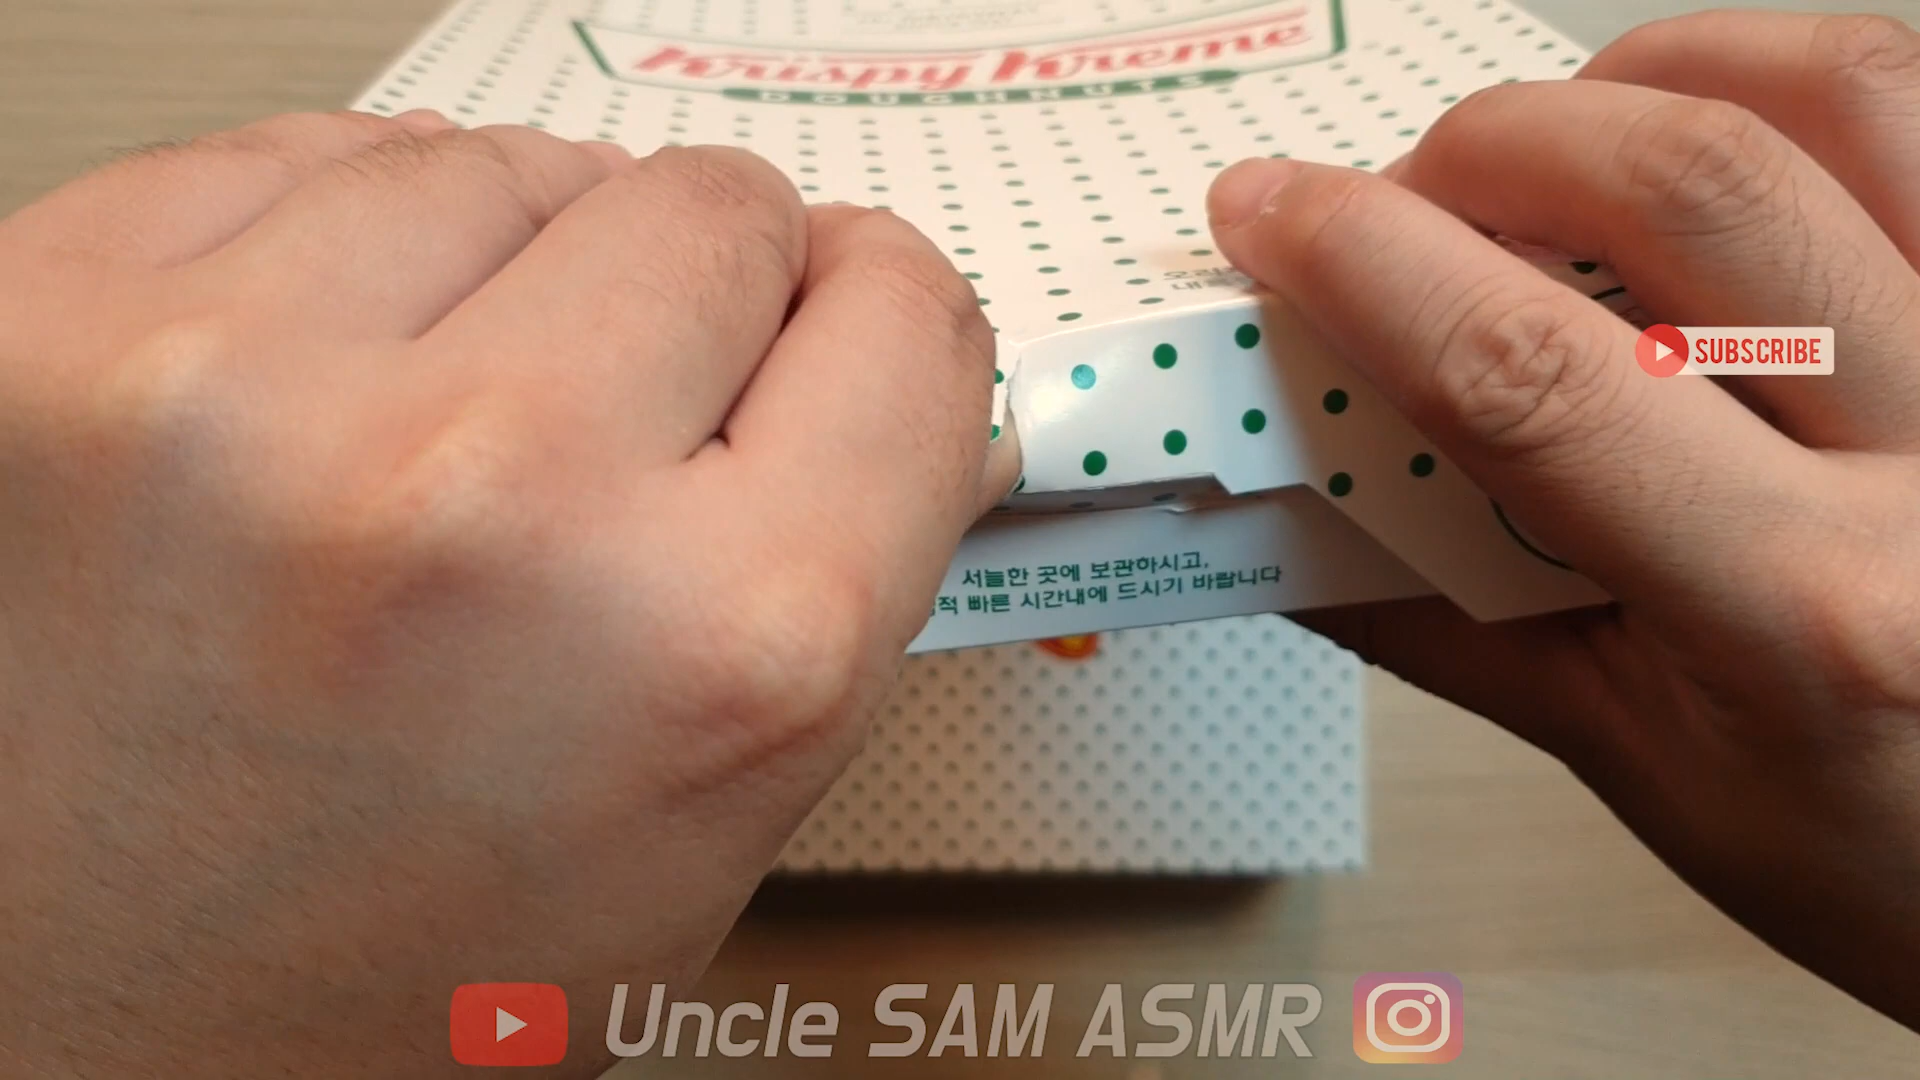 Krispy Kreme
DOUGHNUTS
SUBSCRIBE
서늘한 곳에 보관하시고,
빠른 시간내에 드시기 바랍니다
Uncle SAM ASMR